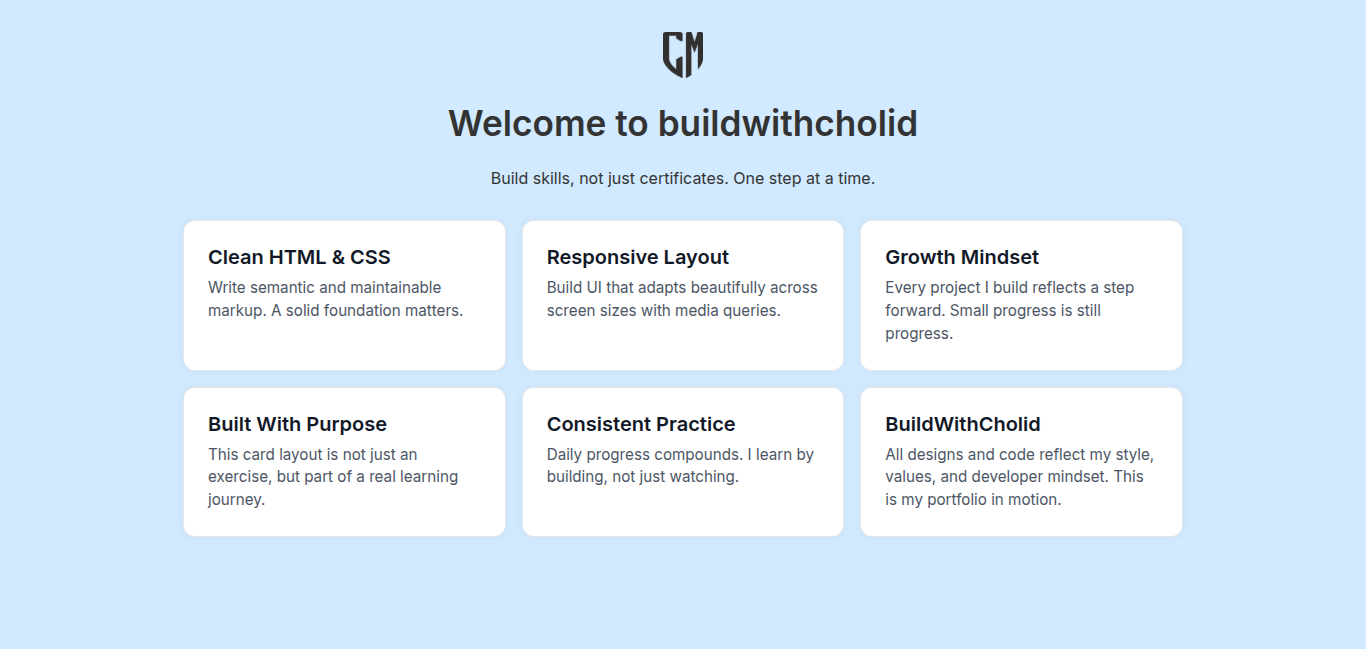 CM
Welcome to buildwithcholid
Build skills, not just certificates. One step at a time.
Clean HTML & CSS
Write semantic and maintainable
markup. A solid foundation matters.
Responsive Layout
Build UI that adapts beautifully across
screen sizes with media queries.
Growth Mindset
Every project I build reflects a step
forward. Small progress is still
progress.
Built With Purpose
This card layout is not just an
exercise, but part of a real learning
journey.
Consistent Practice
Daily progress compounds. I learn by
building, not just watching.
BuildWithCholid
All designs and code reflect my style,
values, and developer mindset. This
is my portfolio in motion.